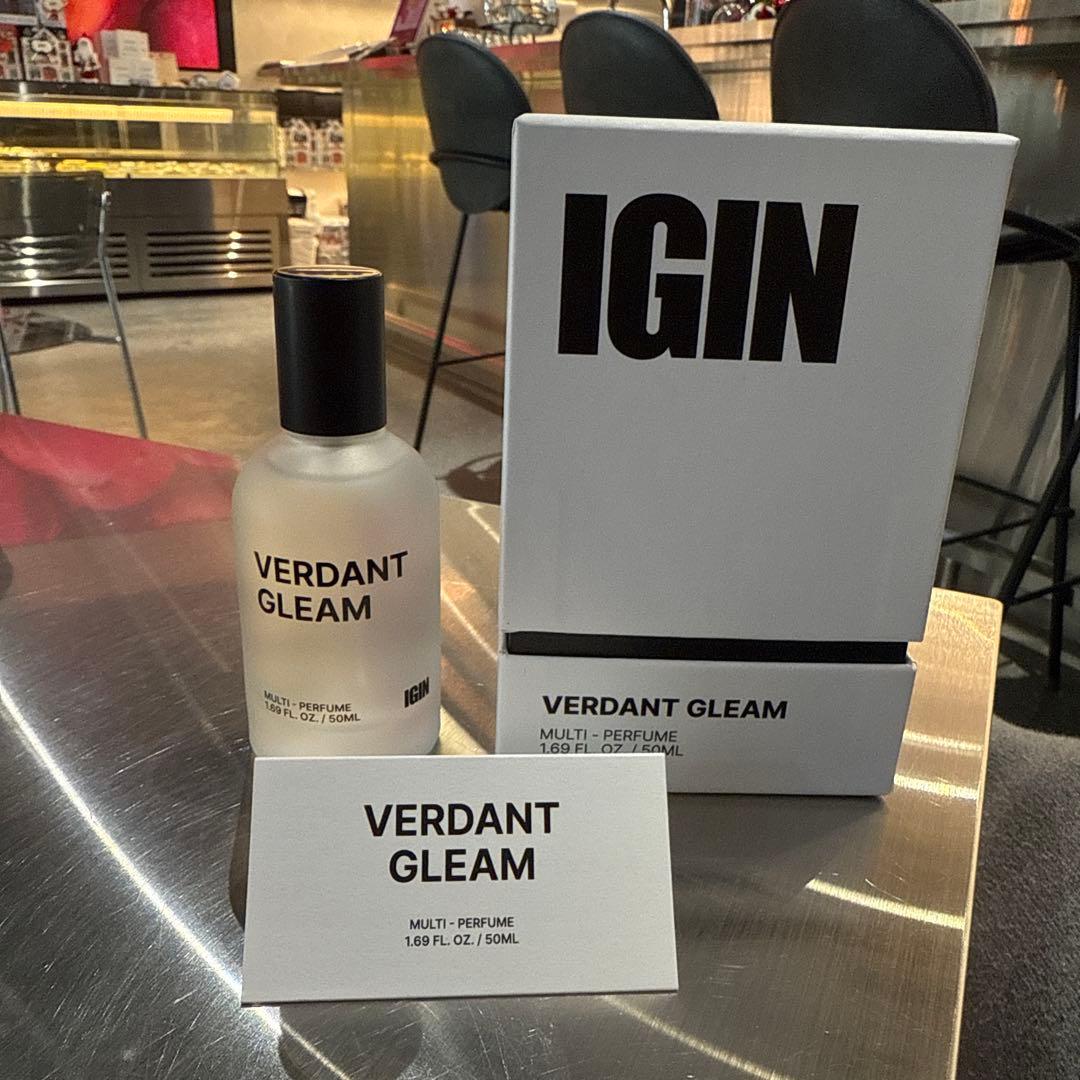 IGIN
VERDANT
GLEAM
MULTI - PERFUME
1.69 FL. OZ. / 50ML
IGIN
VERDANT GLEAM
MULTI - PERFUME
1.69 FL. OZ. / 50ML
VERDANT
GLEAM
MULTI - PERFUME
1.69 FL. OZ. / 50ML